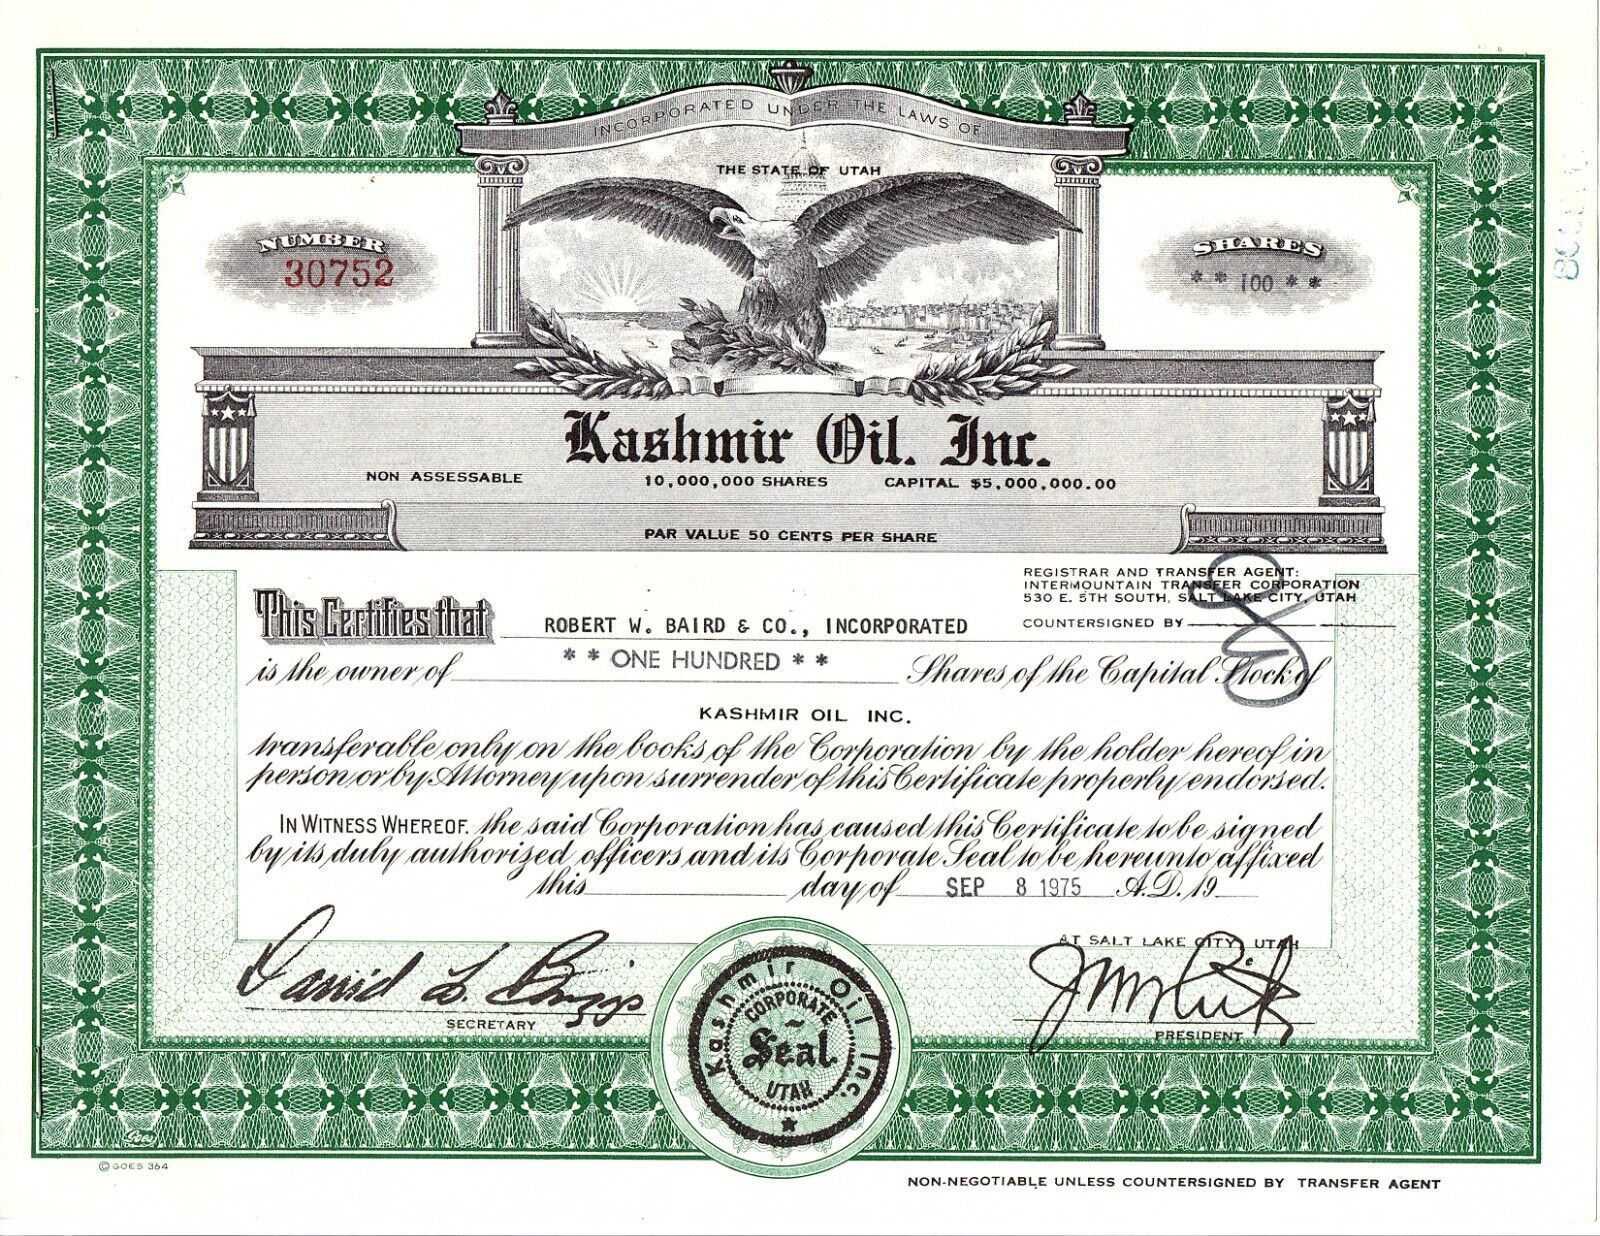 INCORPORATED UNDER THE LAWS OF
THE STATE OF UTAH
NUMBER
30752
SHARES
* * 100 * *
Kashmir Oil, Inc.
NON ASSESSABLE
10,000,000 SHARES CAPITAL $5,000,000.00
PAR VALUE 50 CENTS PER SHARE
REGISTRAR AND TRANSFER AGENT:
INTERMOUNTAIN TRANSFER CORPORATION
530 E. 5TH SOUTH, SALT LAKE CITY, UTAH
COUNTERSIGNED BY
This Certifies that ROBERT W. BAIRD & CO., INCORPORATED
is the owner of * * ONE HUNDRED * * Shares of the Capital Stock of
KASHMIR OIL INC.
transferable only on the books of the Corporation by the holder hereof in
person or by Attorney upon surrender of this Certificate properly endorsed.
IN WITNESS WHEREOF, the said Corporation has caused this Certificate to be signed
by its duly authorized officers and its Corporate Seal to be hereunto affixed
this day of SEP 8 1975 A.D. 19
AT SALT LAKE CITY, UTAH
David L. Briggs
SECRETARY
PRESIDENT
Kashmir Oil Inc.
CORPORATE
Seal
UTAH
Goes
© GOES 364
NON-NEGOTIABLE UNLESS COUNTERSIGNED BY TRANSFER AGENT